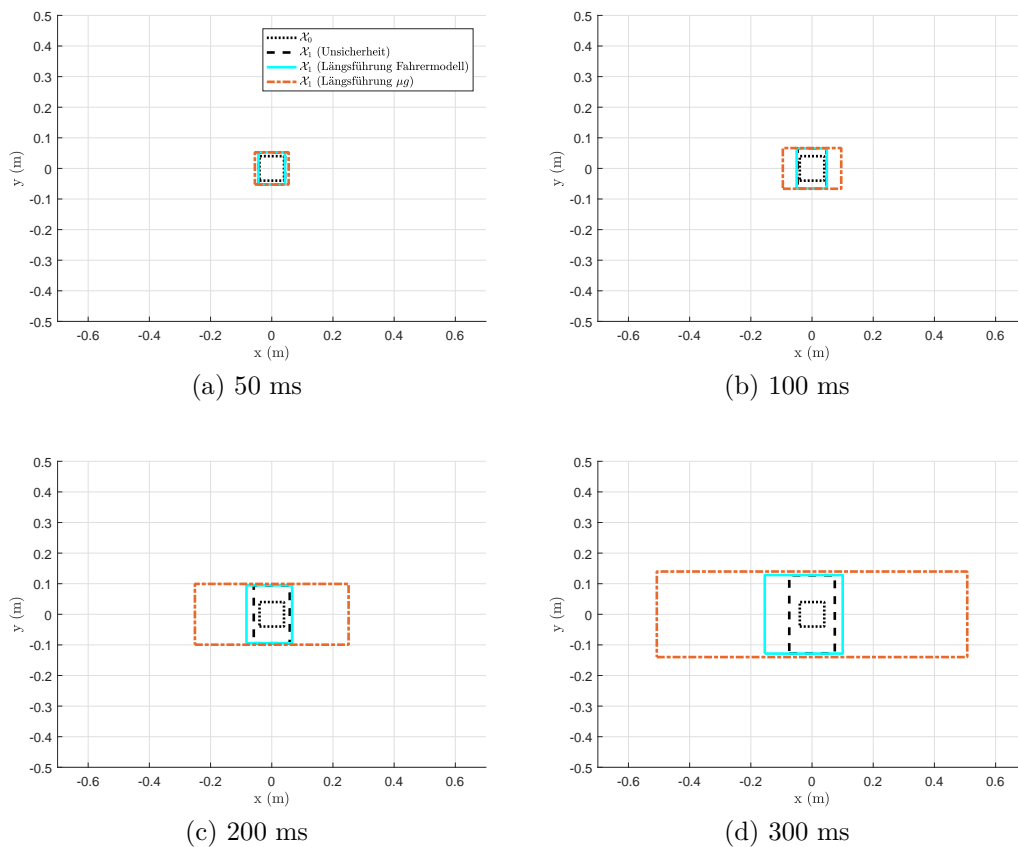 0.5
0.4
0.3
0.2
0.1
0
-0.1
-0.2
-0.3
-0.4
-0.5
y (m)
-0.6 -0.4 -0.2 0 0.2 0.4 0.6
x (m)
𝒳₀
𝒳₁ (Unsicherheit)
𝒳₁ (Längsführung Fahrermodell)
𝒳₁ (Längsführung μg)
(a) 50 ms
0.5
0.4
0.3
0.2
0.1
0
-0.1
-0.2
-0.3
-0.4
-0.5
y (m)
-0.6 -0.4 -0.2 0 0.2 0.4 0.6
x (m)
(b) 100 ms
0.5
0.4
0.3
0.2
0.1
0
-0.1
-0.2
-0.3
-0.4
-0.5
y (m)
-0.6 -0.4 -0.2 0 0.2 0.4 0.6
x (m)
(c) 200 ms
0.5
0.4
0.3
0.2
0.1
0
-0.1
-0.2
-0.3
-0.4
-0.5
y (m)
-0.6 -0.4 -0.2 0 0.2 0.4 0.6
x (m)
(d) 300 ms